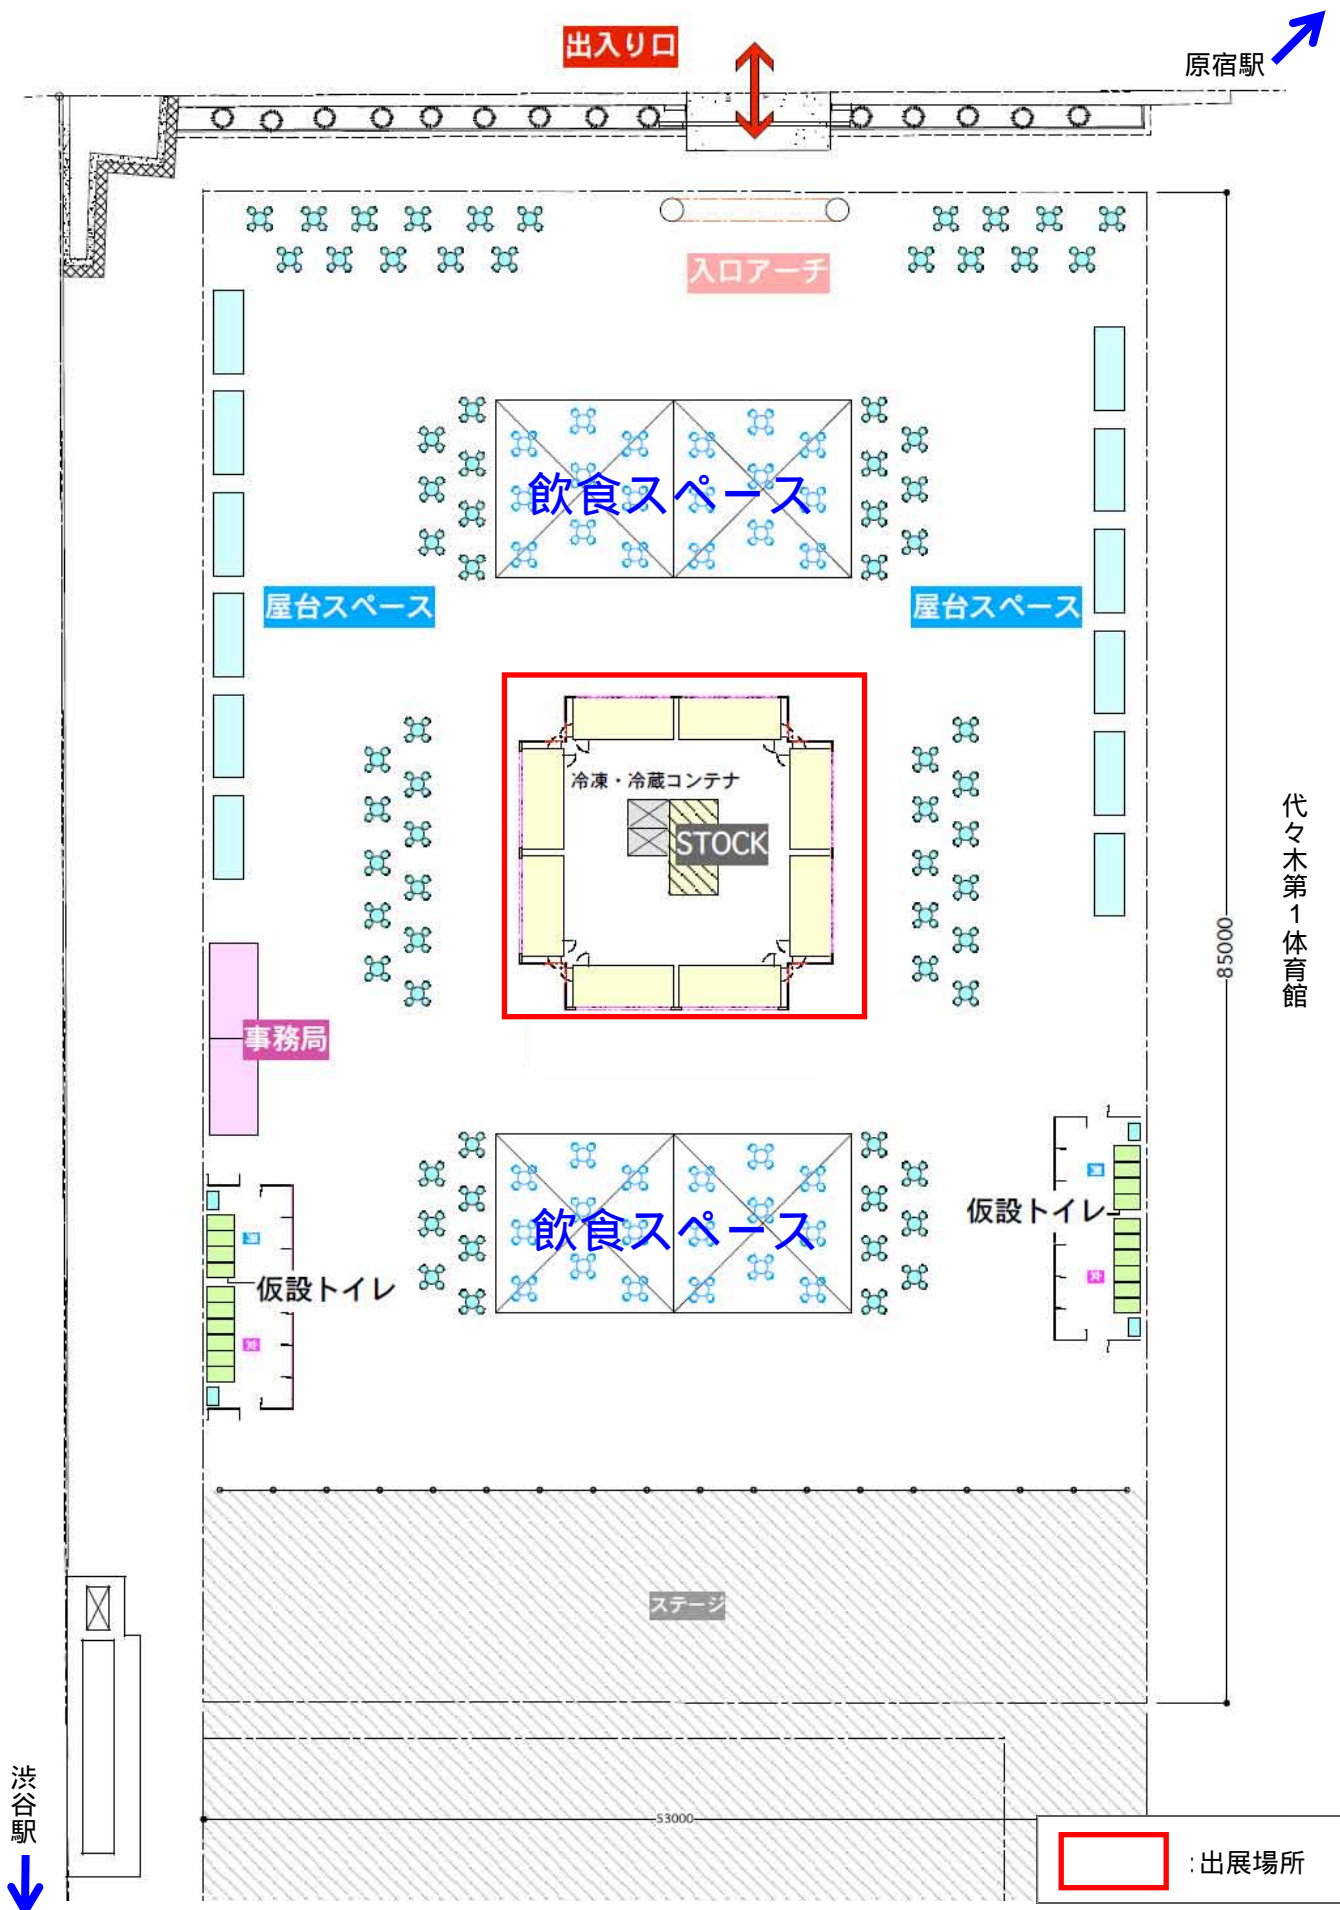 出入り口
原宿駅
入口アーチ
飲食スペース
屋台スペース
屋台スペース
冷凍・冷蔵コンテナ
STOCK
代々木第1体育館
85000
事務局
仮設トイレ
飲食スペース
仮設トイレ
ステージ
渋谷駅
53000
:出展場所